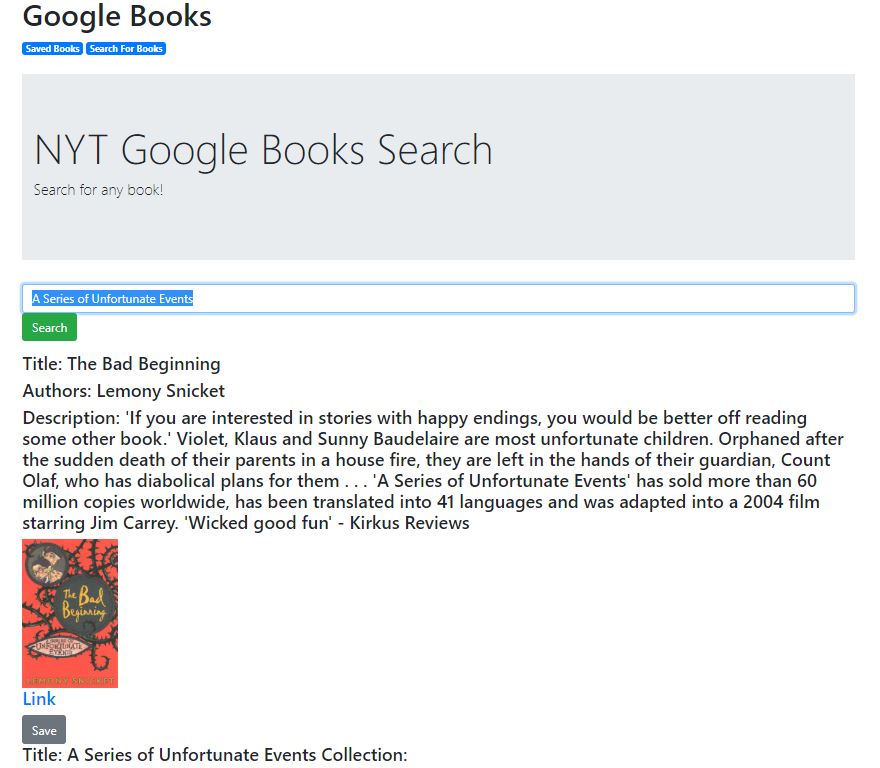 Google Books
Saved Books Search For Books
NYT Google Books Search
Search for any book!
A Series of Unfortunate Events
Search
Title: The Bad Beginning
Authors: Lemony Snicket
Description: 'If you are interested in stories with happy endings, you would be better off reading
some other book.' Violet, Klaus and Sunny Baudelaire are most unfortunate children. Orphaned after
the sudden death of their parents in a house fire, they are left in the hands of their guardian, Count
Olaf, who has diabolical plans for them . . . 'A Series of Unfortunate Events' has sold more than 60
million copies worldwide, has been translated into 41 languages and was adapted into a 2004 film
starring Jim Carrey. 'Wicked good fun' - Kirkus Reviews
The Bad
Beginning
A SERIES OF
UNFORTUNATE
EVENTS
LEMONY SNICKET
Link
Save
Title: A Series of Unfortunate Events Collection: